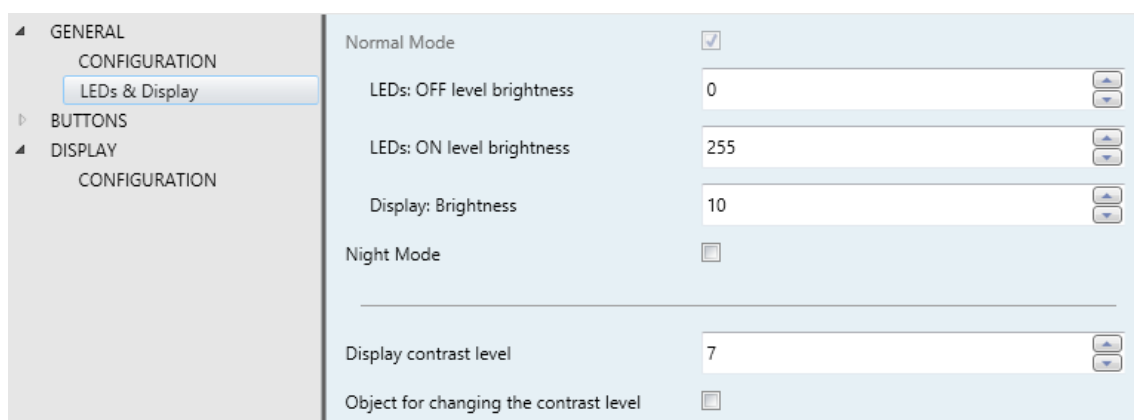 GENERAL
CONFIGURATION
LEDs & Display
BUTTONS
DISPLAY
CONFIGURATION
Normal Mode
LEDs: OFF level brightness 0
LEDs: ON level brightness 255
Display: Brightness 10
Night Mode
Display contrast level 7
Object for changing the contrast level